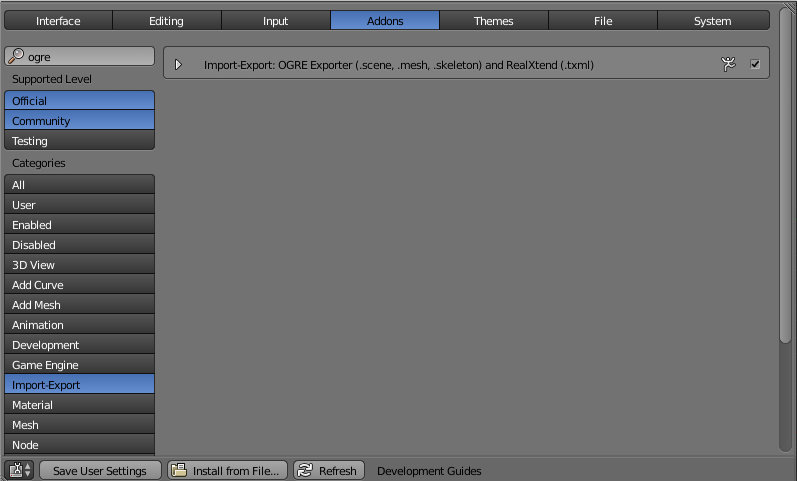 Interface Editing Input Addons Themes File System
ogre
Import-Export: OGRE Exporter (.scene, .mesh, .skeleton) and RealXtend (.txml)
Supported Level
Official
Community
Testing
Categories
All
User
Enabled
Disabled
3D View
Add Curve
Add Mesh
Animation
Development
Game Engine
Import-Export
Material
Mesh
Node
Save User Settings Install from File... Refresh Development Guides